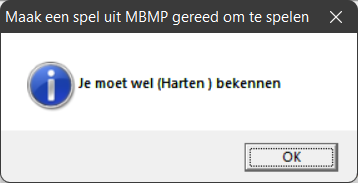 Maak een spel uit MBMP gereed om te spelen
Je moet wel (Harten ) bekennen
OK